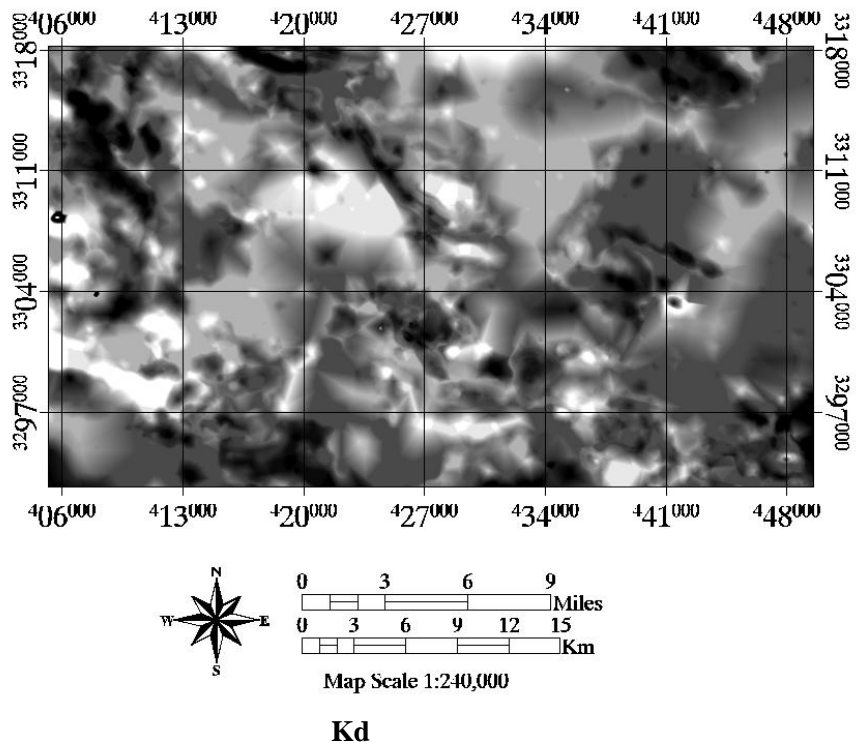 406000 413000 420000 427000 434000 441000 448000
3318000 3318000
3311000 3311000
3304000 3304000
3297000 3297000
406000 413000 420000 427000 434000 441000 448000
N
W E
S
0 3 6 9
Miles
0 3 6 9 12 15
Km
Map Scale 1:240,000
Kd